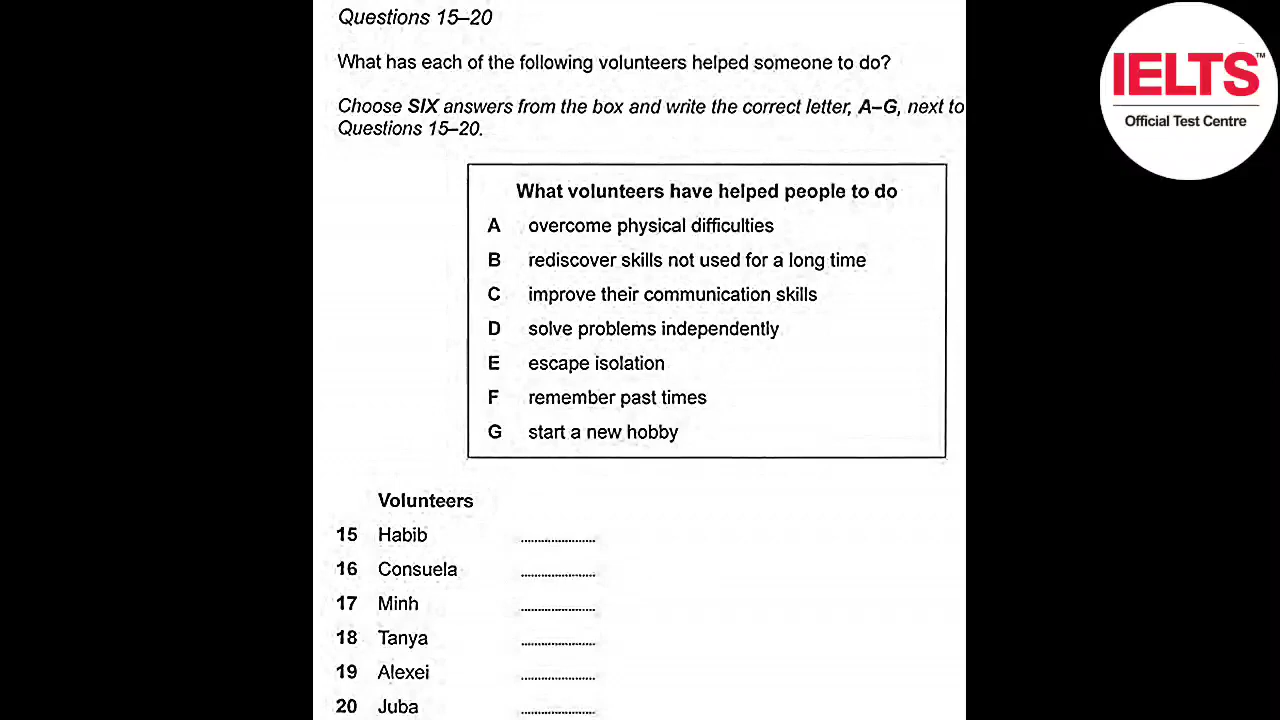 Questions 15–20
IELTS™
Official Test Centre
What has each of the following volunteers helped someone to do?
Choose SIX answers from the box and write the correct letter, A–G, next to
Questions 15–20.
What volunteers have helped people to do
A overcome physical difficulties
B rediscover skills not used for a long time
C improve their communication skills
D solve problems independently
E escape isolation
F remember past times
G start a new hobby
Volunteers
15 Habib ......................
16 Consuela ......................
17 Minh ......................
18 Tanya ......................
19 Alexei ......................
20 Juba ......................